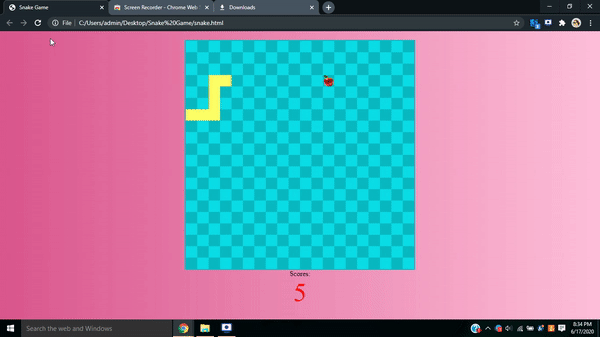 Snake Game
Screen Recorder - Chrome Web
Downloads
File
C:/Users/admin/Desktop/Snake%20Game/snake.html
Scores:
5
Search the web and Windows
8:34 PM
6/17/2020